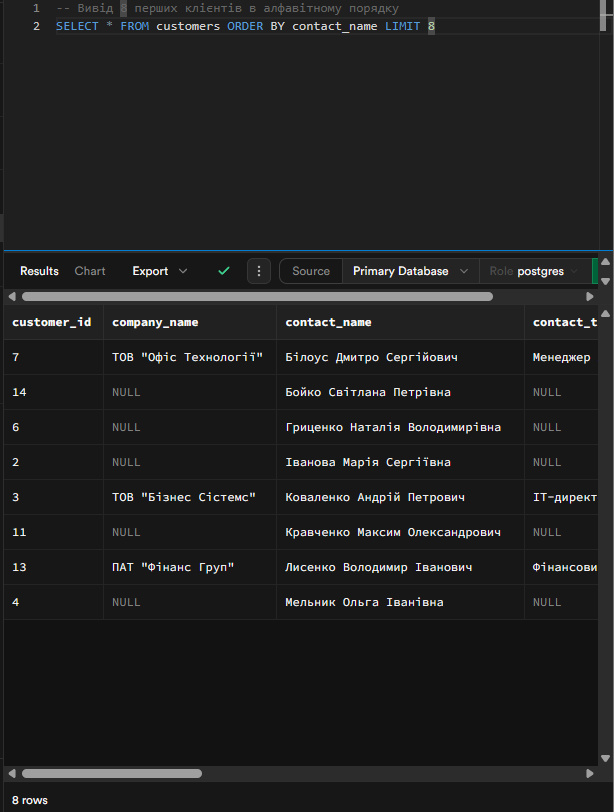 1 -- Вивід 8 перших клієнтів в алфавітному порядку
2 SELECT * FROM customers ORDER BY contact_name LIMIT 8
Results Chart Export Source Primary Database Role postgres
customer_id company_name contact_name contact_t
7 ТОВ "Офіс Технології" Білоус Дмитро Сергійович Менеджер
14 NULL Бойко Світлана Петрівна NULL
6 NULL Гриценко Наталія Володимирівна NULL
2 NULL Іванова Марія Сергіївна NULL
3 ТОВ "Бізнес Сістемс" Коваленко Андрій Петрович ІТ-директ
11 NULL Кравченко Максим Олександрович NULL
13 ПАТ "Фінанс Груп" Лисенко Володимир Іванович Фінансови
4 NULL Мельник Ольга Іванівна NULL
8 rows